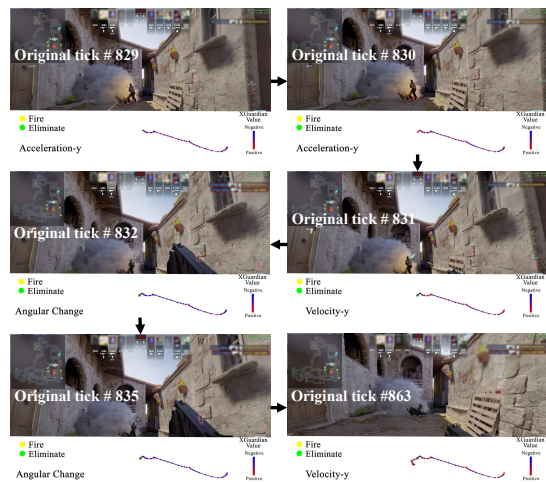 Original tick # 829
Fire
Eliminate
Acceleration-y
XGuardian
Value
Negative
Positive
Original tick # 830
Fire
Eliminate
Acceleration-y
XGuardian
Value
Negative
Positive
Original tick # 832
Fire
Eliminate
Angular Change
XGuardian
Value
Negative
Positive
Original tick # 831
Fire
Eliminate
Velocity-y
XGuardian
Value
Negative
Positive
Original tick # 835
Fire
Eliminate
Angular Change
XGuardian
Value
Negative
Positive
Original tick #863
Fire
Eliminate
Velocity-y
XGuardian
Value
Negative
Positive